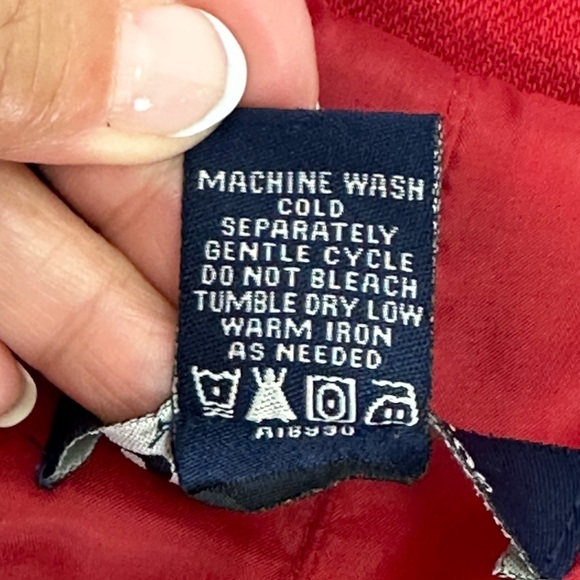 MACHINE WASH
COLD
SEPARATELY
GENTLE CYCLE
DO NOT BLEACH
TUMBLE DRY LOW
WARM IRON
AS NEEDED